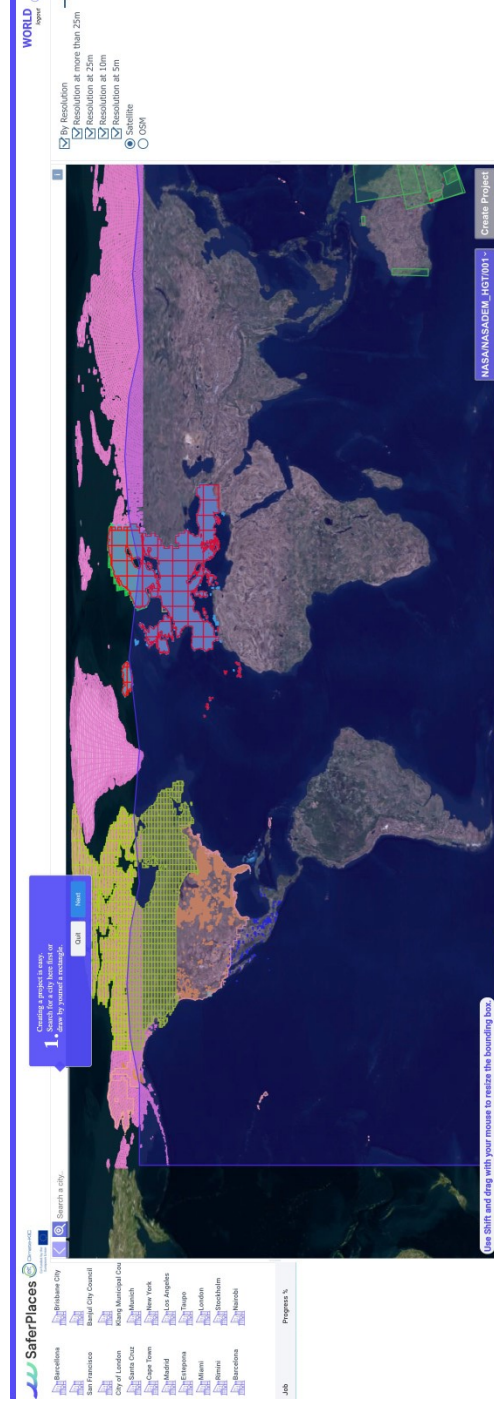 SaferPlaces
Climate-KIC
WORLD
logout
Barcellona
Brisbane City
San Francisco
Banjul City Council
City of London
Klang Municipal Cou
Santa Cruz
Munich
Cape Town
New York
Madrid
Los Angeles
Estepona
Taupo
Miami
London
Rimini
Stockholm
Barcelona
Nairobi
Job
Progress %
Search a city.
1.
Creating a project is easy.
Search for a city here first or
draw by yourself a rectangle.
Quit
Next
Use Shift and drag with your mouse to resize the bounding box.
NASA/NASADEM_HGT/001
Create Project
By Resolution
Resolution at more than 25m
Resolution at 25m
Resolution at 10m
Resolution at 5m
Satellite
OSM